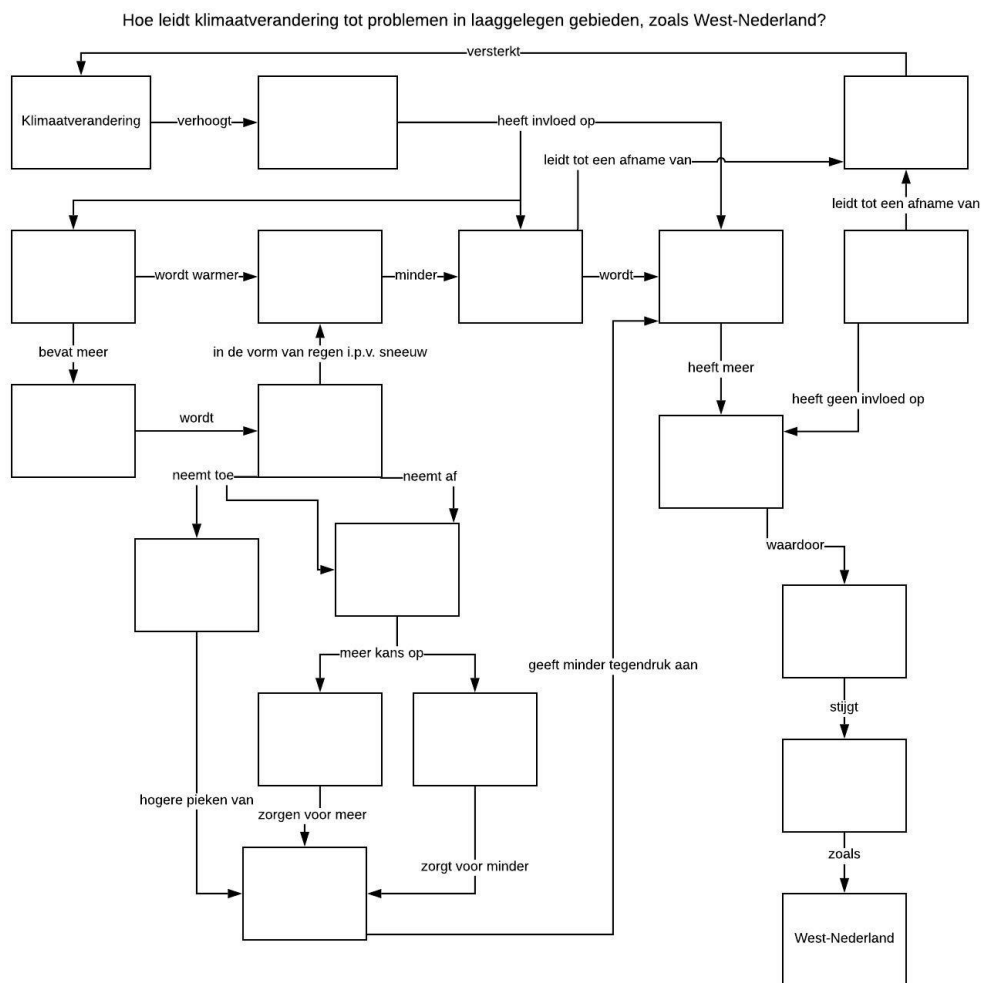 Hoe leidt klimaatverandering tot problemen in laaggelegen gebieden, zoals West-Nederland?
versterkt
Klimaatverandering
verhoogt
heeft invloed op
leidt tot een afname van
leidt tot een afname van
wordt warmer
minder
wordt
bevat meer
in de vorm van regen i.p.v. sneeuw
heeft meer
heeft geen invloed op
wordt
neemt toe
neemt af
waardoor
meer kans op
geeft minder tegendruk aan
stijgt
hogere pieken van
zorgen voor meer
zorgt voor minder
zoals
West-Nederland